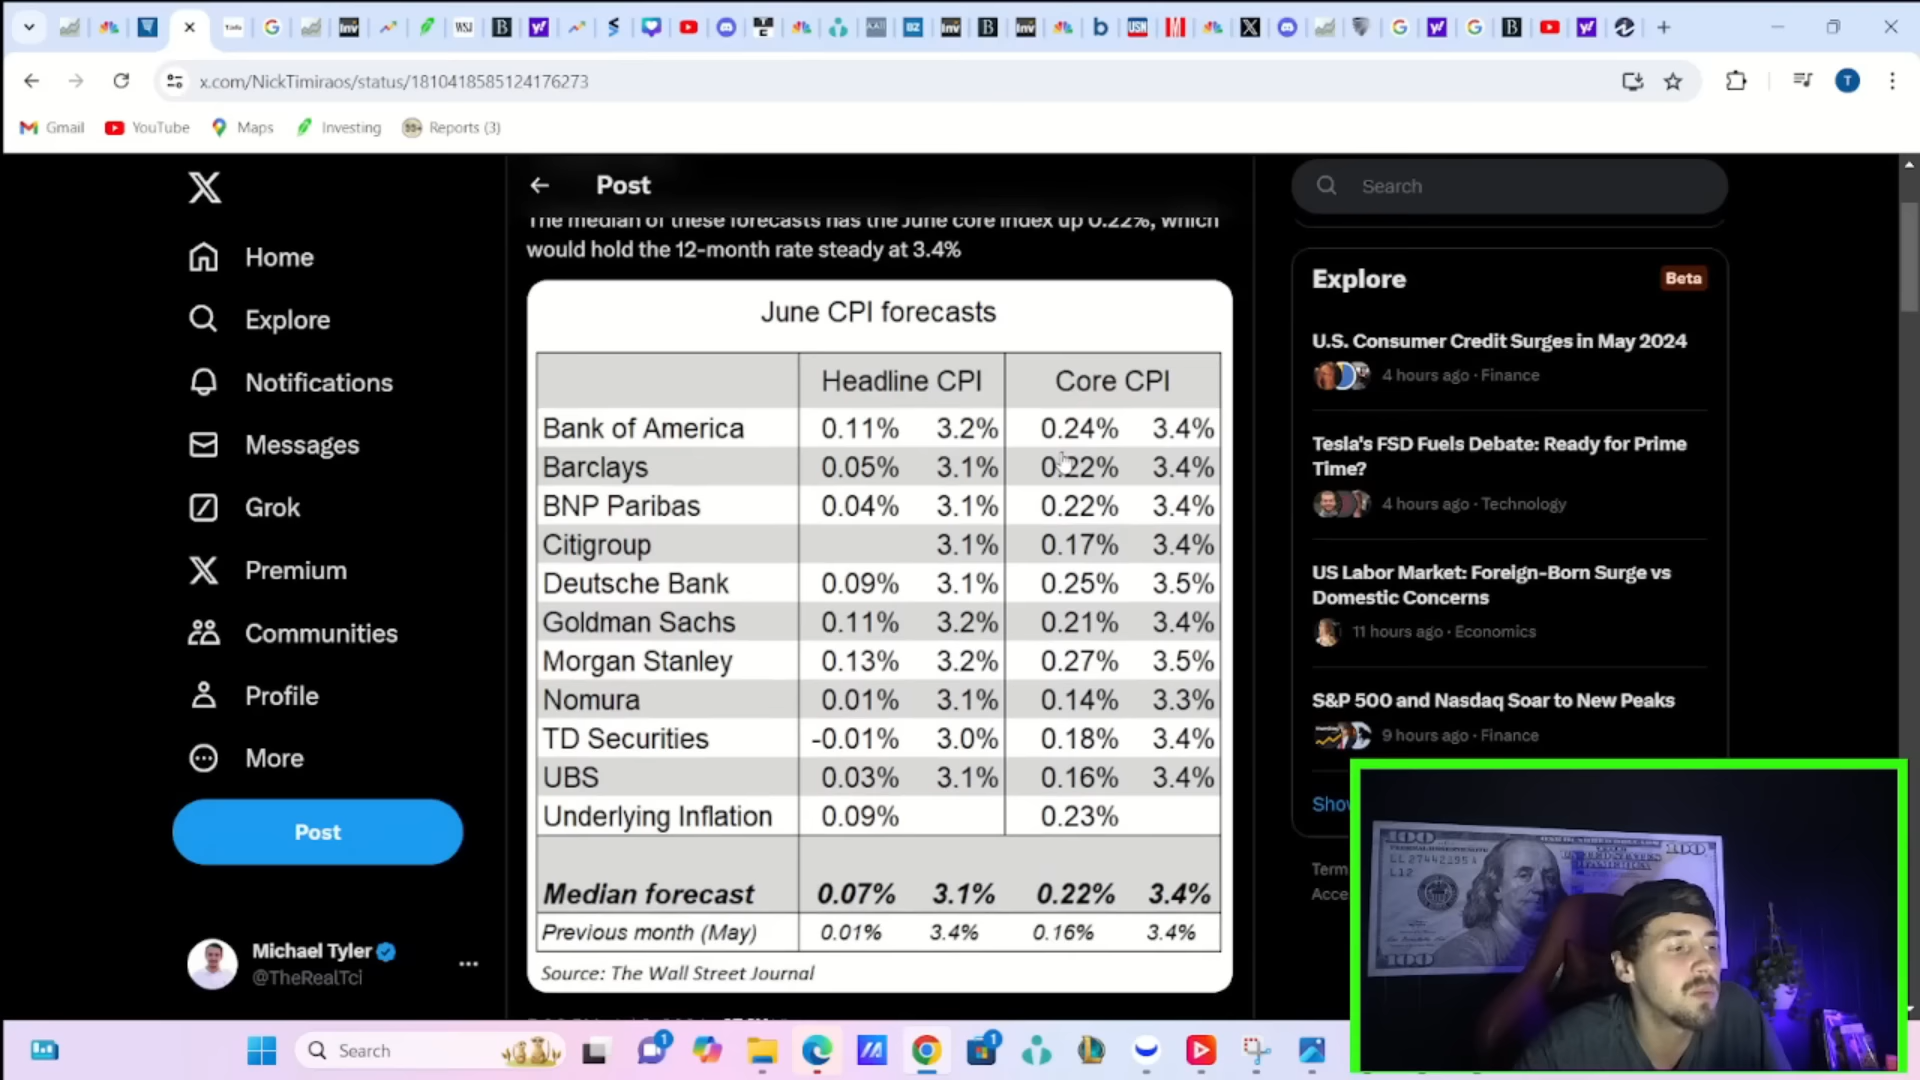 x.com/NickTimiraos/status/1810418585124176273
T
Gmail
YouTube
Maps
Investing
Reports (3)
Home
Explore
Notifications
Messages
Grok
Premium
Communities
Profile
More
Post
Michael Tyler
@TheRealTci
Post
The median of these forecasts has the June core index up 0.22%, which
would hold the 12-month rate steady at 3.4%
June CPI forecasts
Headline CPI Core CPI
Bank of America 0.11% 3.2% 0.24% 3.4%
Barclays 0.05% 3.1% 0.22% 3.4%
BNP Paribas 0.04% 3.1% 0.22% 3.4%
Citigroup 3.1% 0.17% 3.4%
Deutsche Bank 0.09% 3.1% 0.25% 3.5%
Goldman Sachs 0.11% 3.2% 0.21% 3.4%
Morgan Stanley 0.13% 3.2% 0.27% 3.5%
Nomura 0.01% 3.1% 0.14% 3.3%
TD Securities -0.01% 3.0% 0.18% 3.4%
UBS 0.03% 3.1% 0.16% 3.4%
Underlying Inflation 0.09% 0.23%
Median forecast 0.07% 3.1% 0.22% 3.4%
Previous month (May) 0.01% 3.4% 0.16% 3.4%
Source: The Wall Street Journal
Search
Explore
Beta
U.S. Consumer Credit Surges in May 2024
4 hours ago · Finance
Tesla's FSD Fuels Debate: Ready for Prime
Time?
4 hours ago · Technology
US Labor Market: Foreign-Born Surge vs
Domestic Concerns
11 hours ago · Economics
S&P 500 and Nasdaq Soar to New Peaks
9 hours ago · Finance
Search